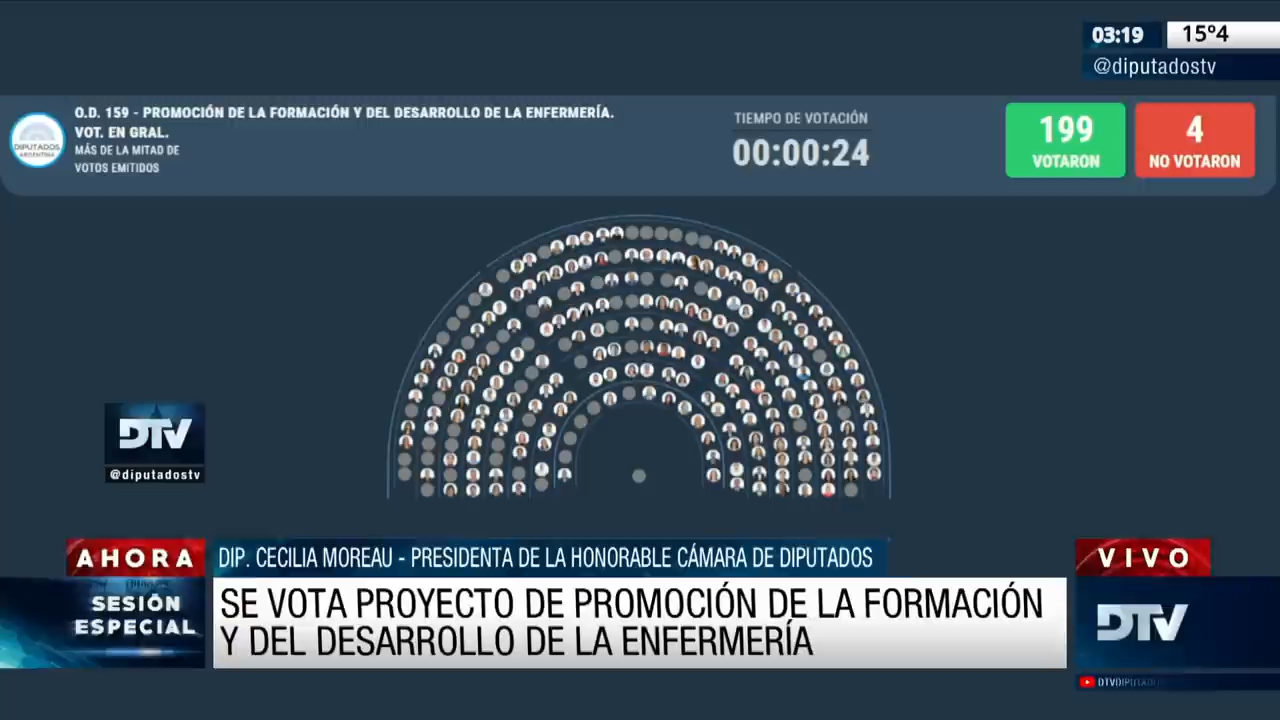 03:19 15°4
@diputadostv
O.D. 159 - PROMOCIÓN DE LA FORMACIÓN Y DEL DESARROLLO DE LA ENFERMERÍA.
VOT. EN GRAL.
MÁS DE LA MITAD DE
VOTOS EMITIDOS
DIPUTADOS
ARGENTINA
TIEMPO DE VOTACIÓN
00:00:24
199
VOTARON
4
NO VOTARON
DTV
@diputadostv
AHORA
DIP. CECILIA MOREAU - PRESIDENTA DE LA HONORABLE CÁMARA DE DIPUTADOS
VIVO
SESIÓN
ESPECIAL
SE VOTA PROYECTO DE PROMOCIÓN DE LA FORMACIÓN
Y DEL DESARROLLO DE LA ENFERMERÍA
DTV